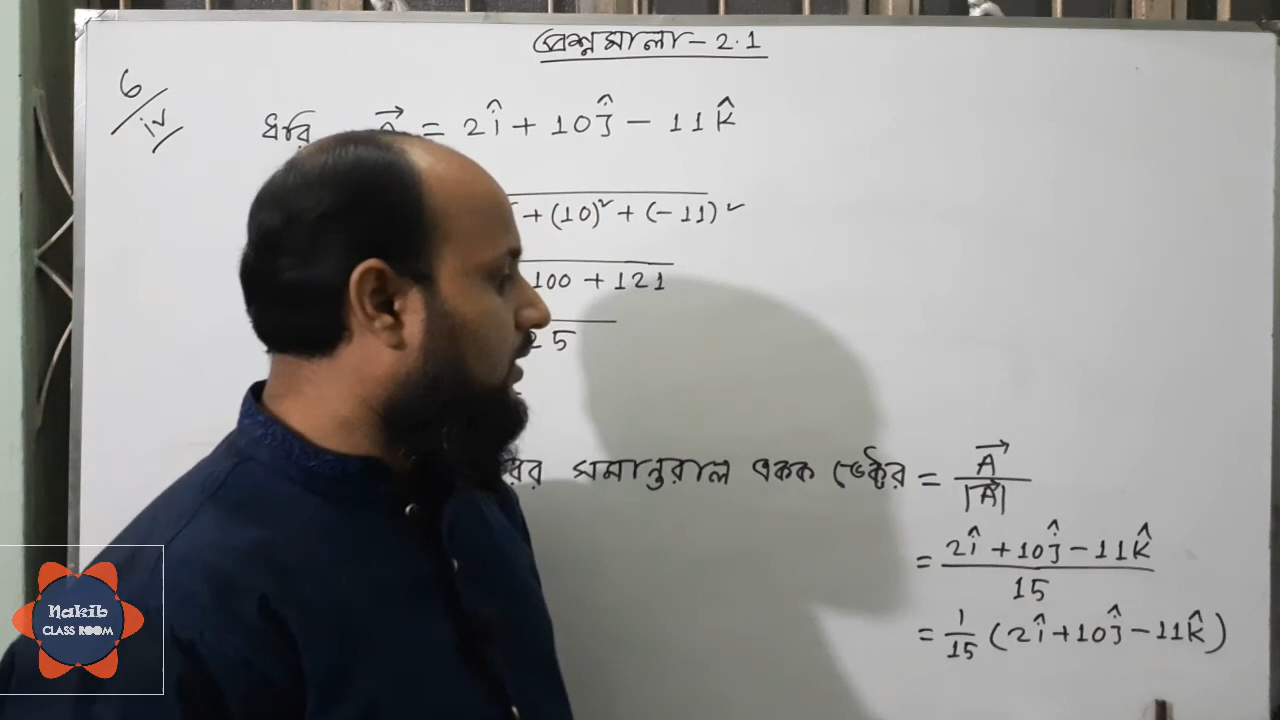 প্রশ্নমালা - 2.1
6/iv
ধরি = 2î + 10ĵ - 11k̂
+ (10)² + (-11)²
100 + 121
25
সমান্তরাল একক ভেক্টর = A⃗/|A⃗|
= (2î + 10ĵ - 11k̂)/15
= 1/15 (2î + 10ĵ - 11k̂)
Nakib
CLASS ROOM